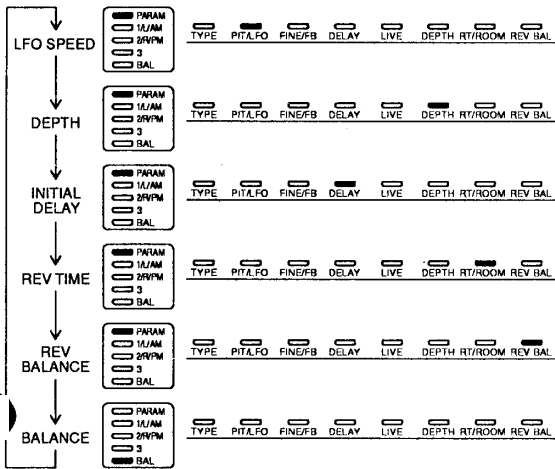 LFO SPEED
PARAM
1/L/AM
2/R/PM
3
BAL
TYPE PIT/LFO FINE/FB DELAY LIVE DEPTH RT/ROOM REV BAL
DEPTH
PARAM
1/L/AM
2/R/PM
3
BAL
TYPE PIT/LFO FINE/FB DELAY LIVE DEPTH RT/ROOM REV BAL
INITIAL
DELAY
PARAM
1/L/AM
2/R/PM
3
BAL
TYPE PIT/LFO FINE/FB DELAY LIVE DEPTH RT/ROOM REV BAL
REV TIME
PARAM
1/L/AM
2/R/PM
3
BAL
TYPE PIT/LFO FINE/FB DELAY LIVE DEPTH RT/ROOM REV BAL
REV
BALANCE
PARAM
1/L/AM
2/R/PM
3
BAL
TYPE PIT/LFO FINE/FB DELAY LIVE DEPTH RT/ROOM REV BAL
BALANCE
PARAM
1/L/AM
2/R/PM
3
BAL
TYPE PIT/LFO FINE/FB DELAY LIVE DEPTH RT/ROOM REV BAL